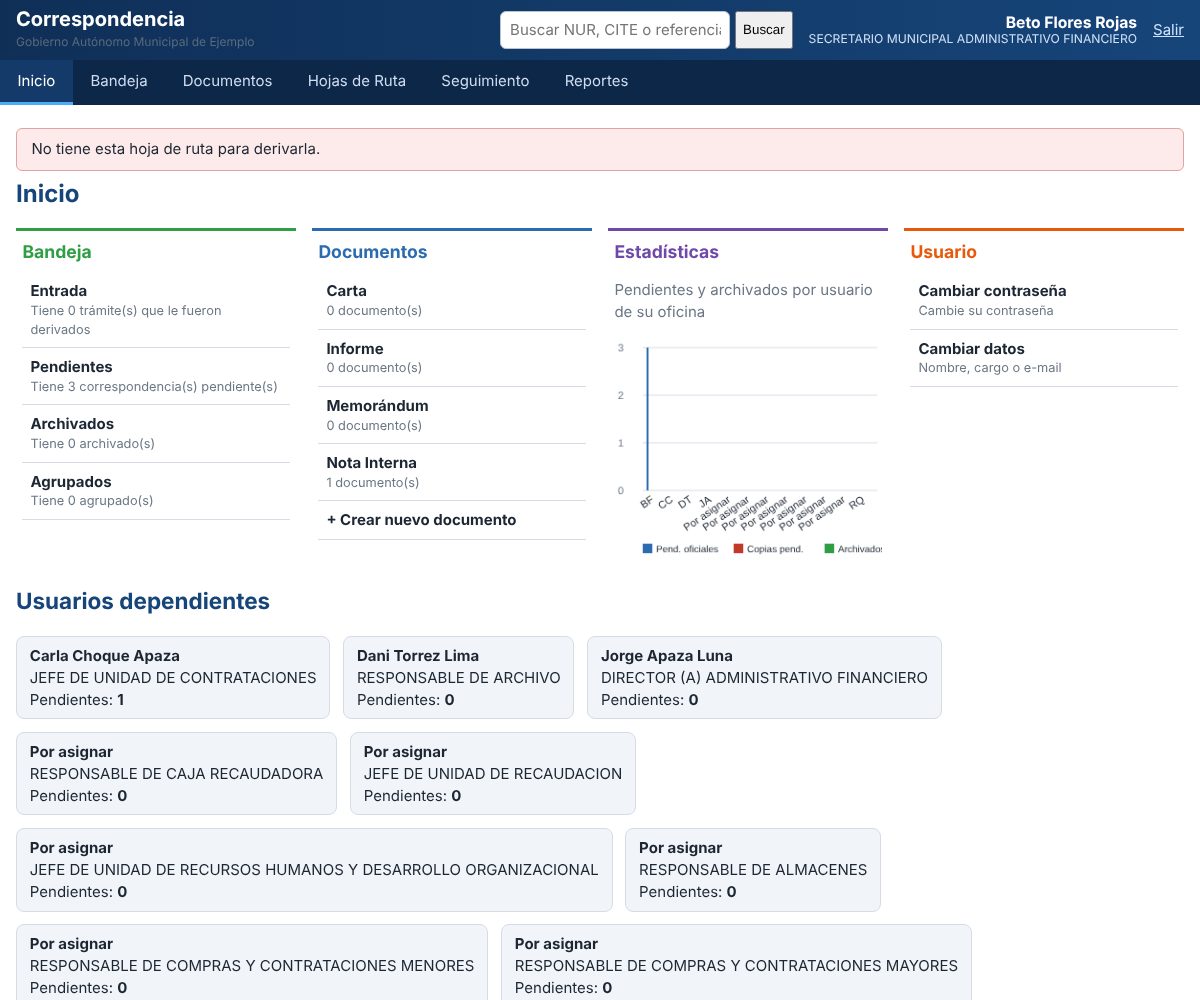 Correspondencia
Gobierno Autónomo Municipal de Ejemplo
Buscar NUR, CITE o referencia
Buscar
Beto Flores Rojas
SECRETARIO MUNICIPAL ADMINISTRATIVO FINANCIERO
Salir
Inicio
Bandeja
Documentos
Hojas de Ruta
Seguimiento
Reportes
No tiene esta hoja de ruta para derivarla.
Inicio
Bandeja
Entrada
Tiene 0 trámite(s) que le fueron
derivados
Pendientes
Tiene 3 correspondencia(s) pendiente(s)
Archivados
Tiene 0 archivado(s)
Agrupados
Tiene 0 agrupado(s)
Documentos
Carta
0 documento(s)
Informe
0 documento(s)
Memorándum
0 documento(s)
Nota Interna
1 documento(s)
+ Crear nuevo documento
Estadísticas
Pendientes y archivados por usuario
de su oficina
3
2
1
0
BF
CC
DT
JA
Por asignar
Por asignar
Por asignar
Por asignar
Por asignar
Por asignar
Por asignar
RQ
Pend. oficiales
Copias pend.
Archivados
Usuario
Cambiar contraseña
Cambie su contraseña
Cambiar datos
Nombre, cargo o e-mail
Usuarios dependientes
Carla Choque Apaza
JEFE DE UNIDAD DE CONTRATACIONES
Pendientes: 1
Dani Torrez Lima
RESPONSABLE DE ARCHIVO
Pendientes: 0
Jorge Apaza Luna
DIRECTOR (A) ADMINISTRATIVO FINANCIERO
Pendientes: 0
Por asignar
RESPONSABLE DE CAJA RECAUDADORA
Pendientes: 0
Por asignar
JEFE DE UNIDAD DE RECAUDACION
Pendientes: 0
Por asignar
JEFE DE UNIDAD DE RECURSOS HUMANOS Y DESARROLLO ORGANIZACIONAL
Pendientes: 0
Por asignar
RESPONSABLE DE ALMACENES
Pendientes: 0
Por asignar
RESPONSABLE DE COMPRAS Y CONTRATACIONES MENORES
Pendientes: 0
Por asignar
RESPONSABLE DE COMPRAS Y CONTRATACIONES MAYORES
Pendientes: 0